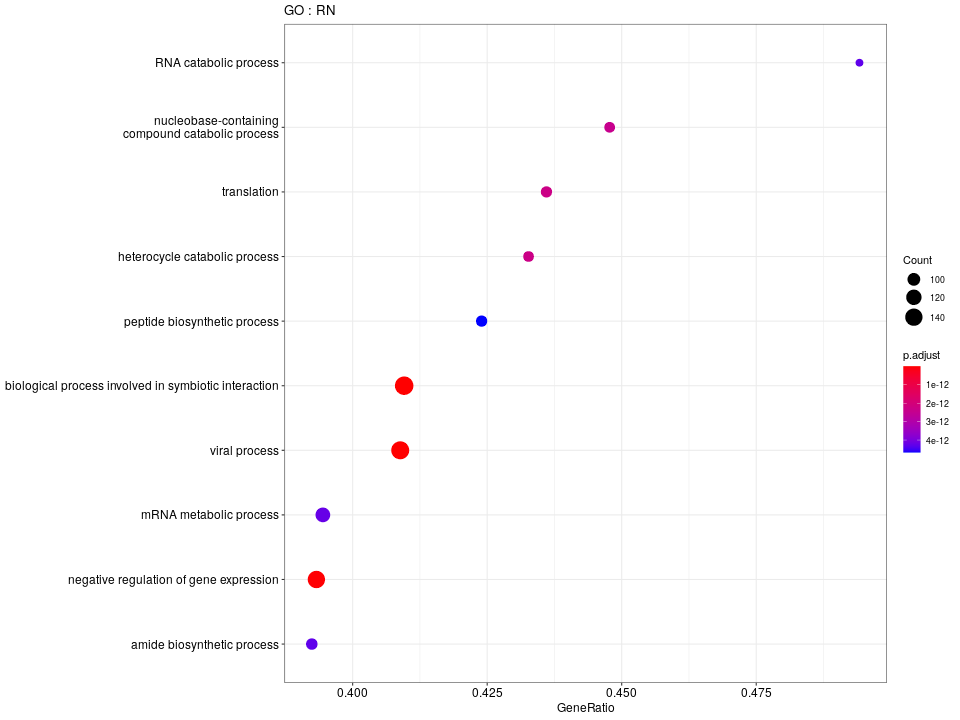 GO : RN
RNA catabolic process
nucleobase-containing
compound catabolic process
translation
heterocycle catabolic process
peptide biosynthetic process
biological process involved in symbiotic interaction
viral process
mRNA metabolic process
negative regulation of gene expression
amide biosynthetic process
0.400 0.425 0.450 0.475
GeneRatio
Count
100
120
140
p.adjust
1e-12
2e-12
3e-12
4e-12